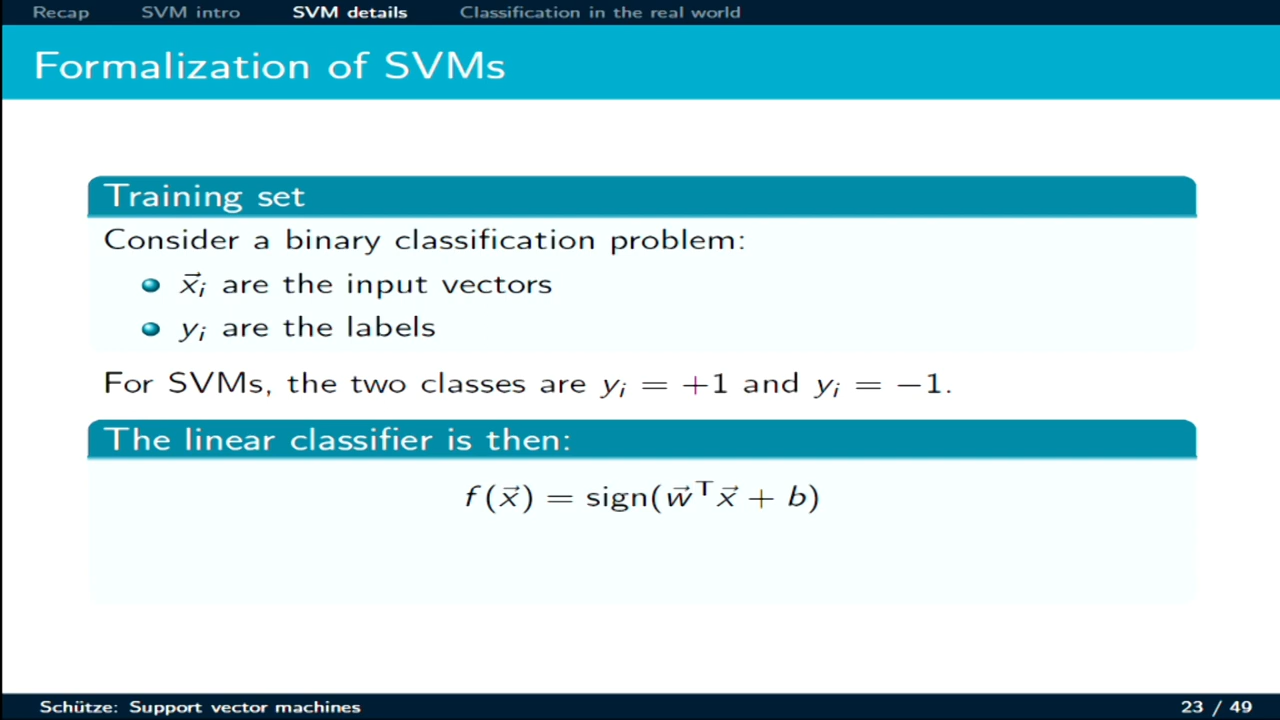 Recap SVM intro SVM details Classification in the real world
Formalization of SVMs
Training set
Consider a binary classification problem:
x⃗ᵢ are the input vectors
yᵢ are the labels
For SVMs, the two classes are yᵢ = +1 and yᵢ = −1.
The linear classifier is then:
f(x⃗) = sign(w⃗ᵀx⃗ + b)
Schütze: Support vector machines 23 / 49